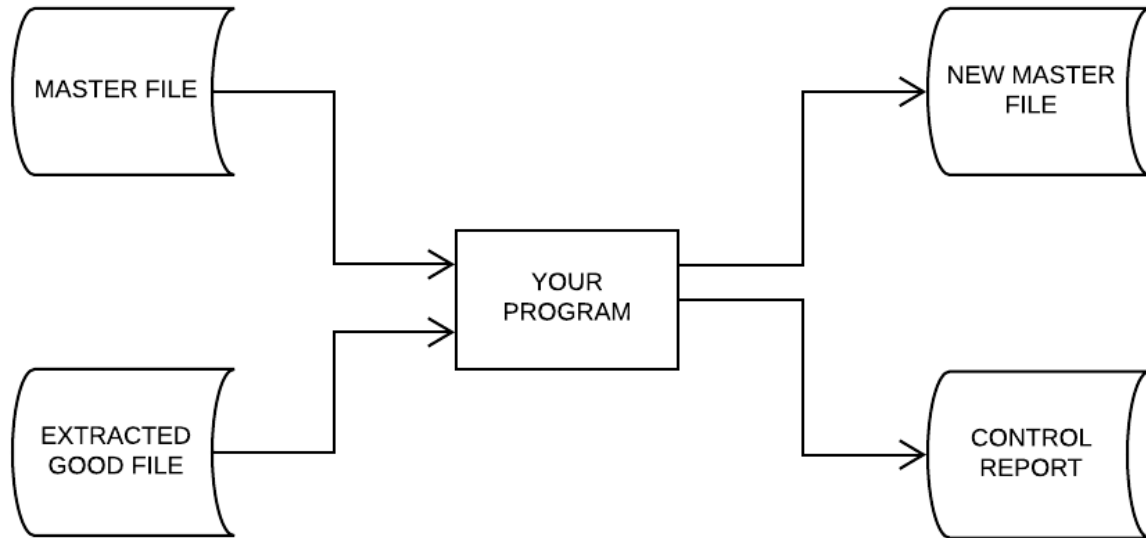 MASTER FILE
NEW MASTER
FILE
YOUR
PROGRAM
EXTRACTED
GOOD FILE
CONTROL
REPORT